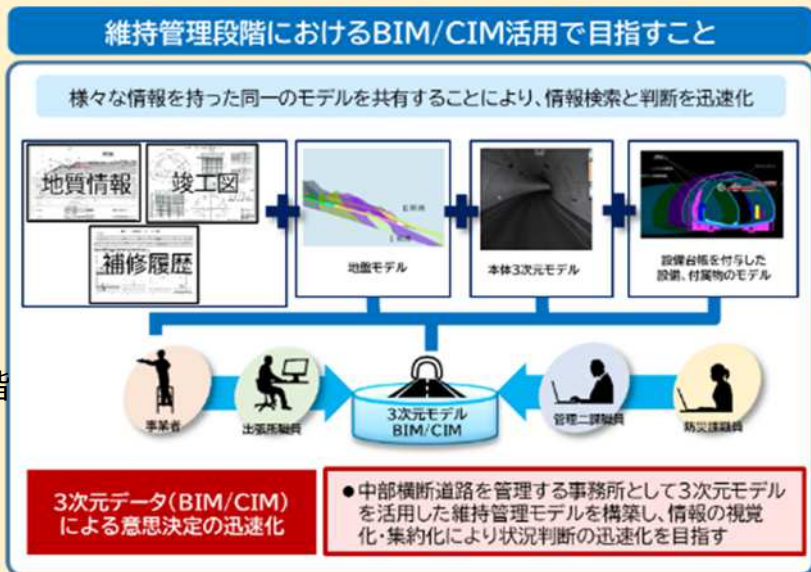 維持管理段階におけるBIM/CIM活用で目指すこと
様々な情報を持った同一のモデルを共有することにより、情報検索と判断を迅速化
地質情報
竣工図
補修履歴
地盤モデル
本体3次元モデル
設備台帳を付与した
設備、付属物のモデル
事業者
出張所職員
3次元モデル
BIM/CIM
管理二課職員
防災課職員
3次元データ(BIM/CIM)
による意思決定の迅速化
●中部横断道路を管理する事務所として3次元モデル
を活用した維持管理モデルを構築し、情報の視覚
化・集約化により状況判断の迅速化を目指す